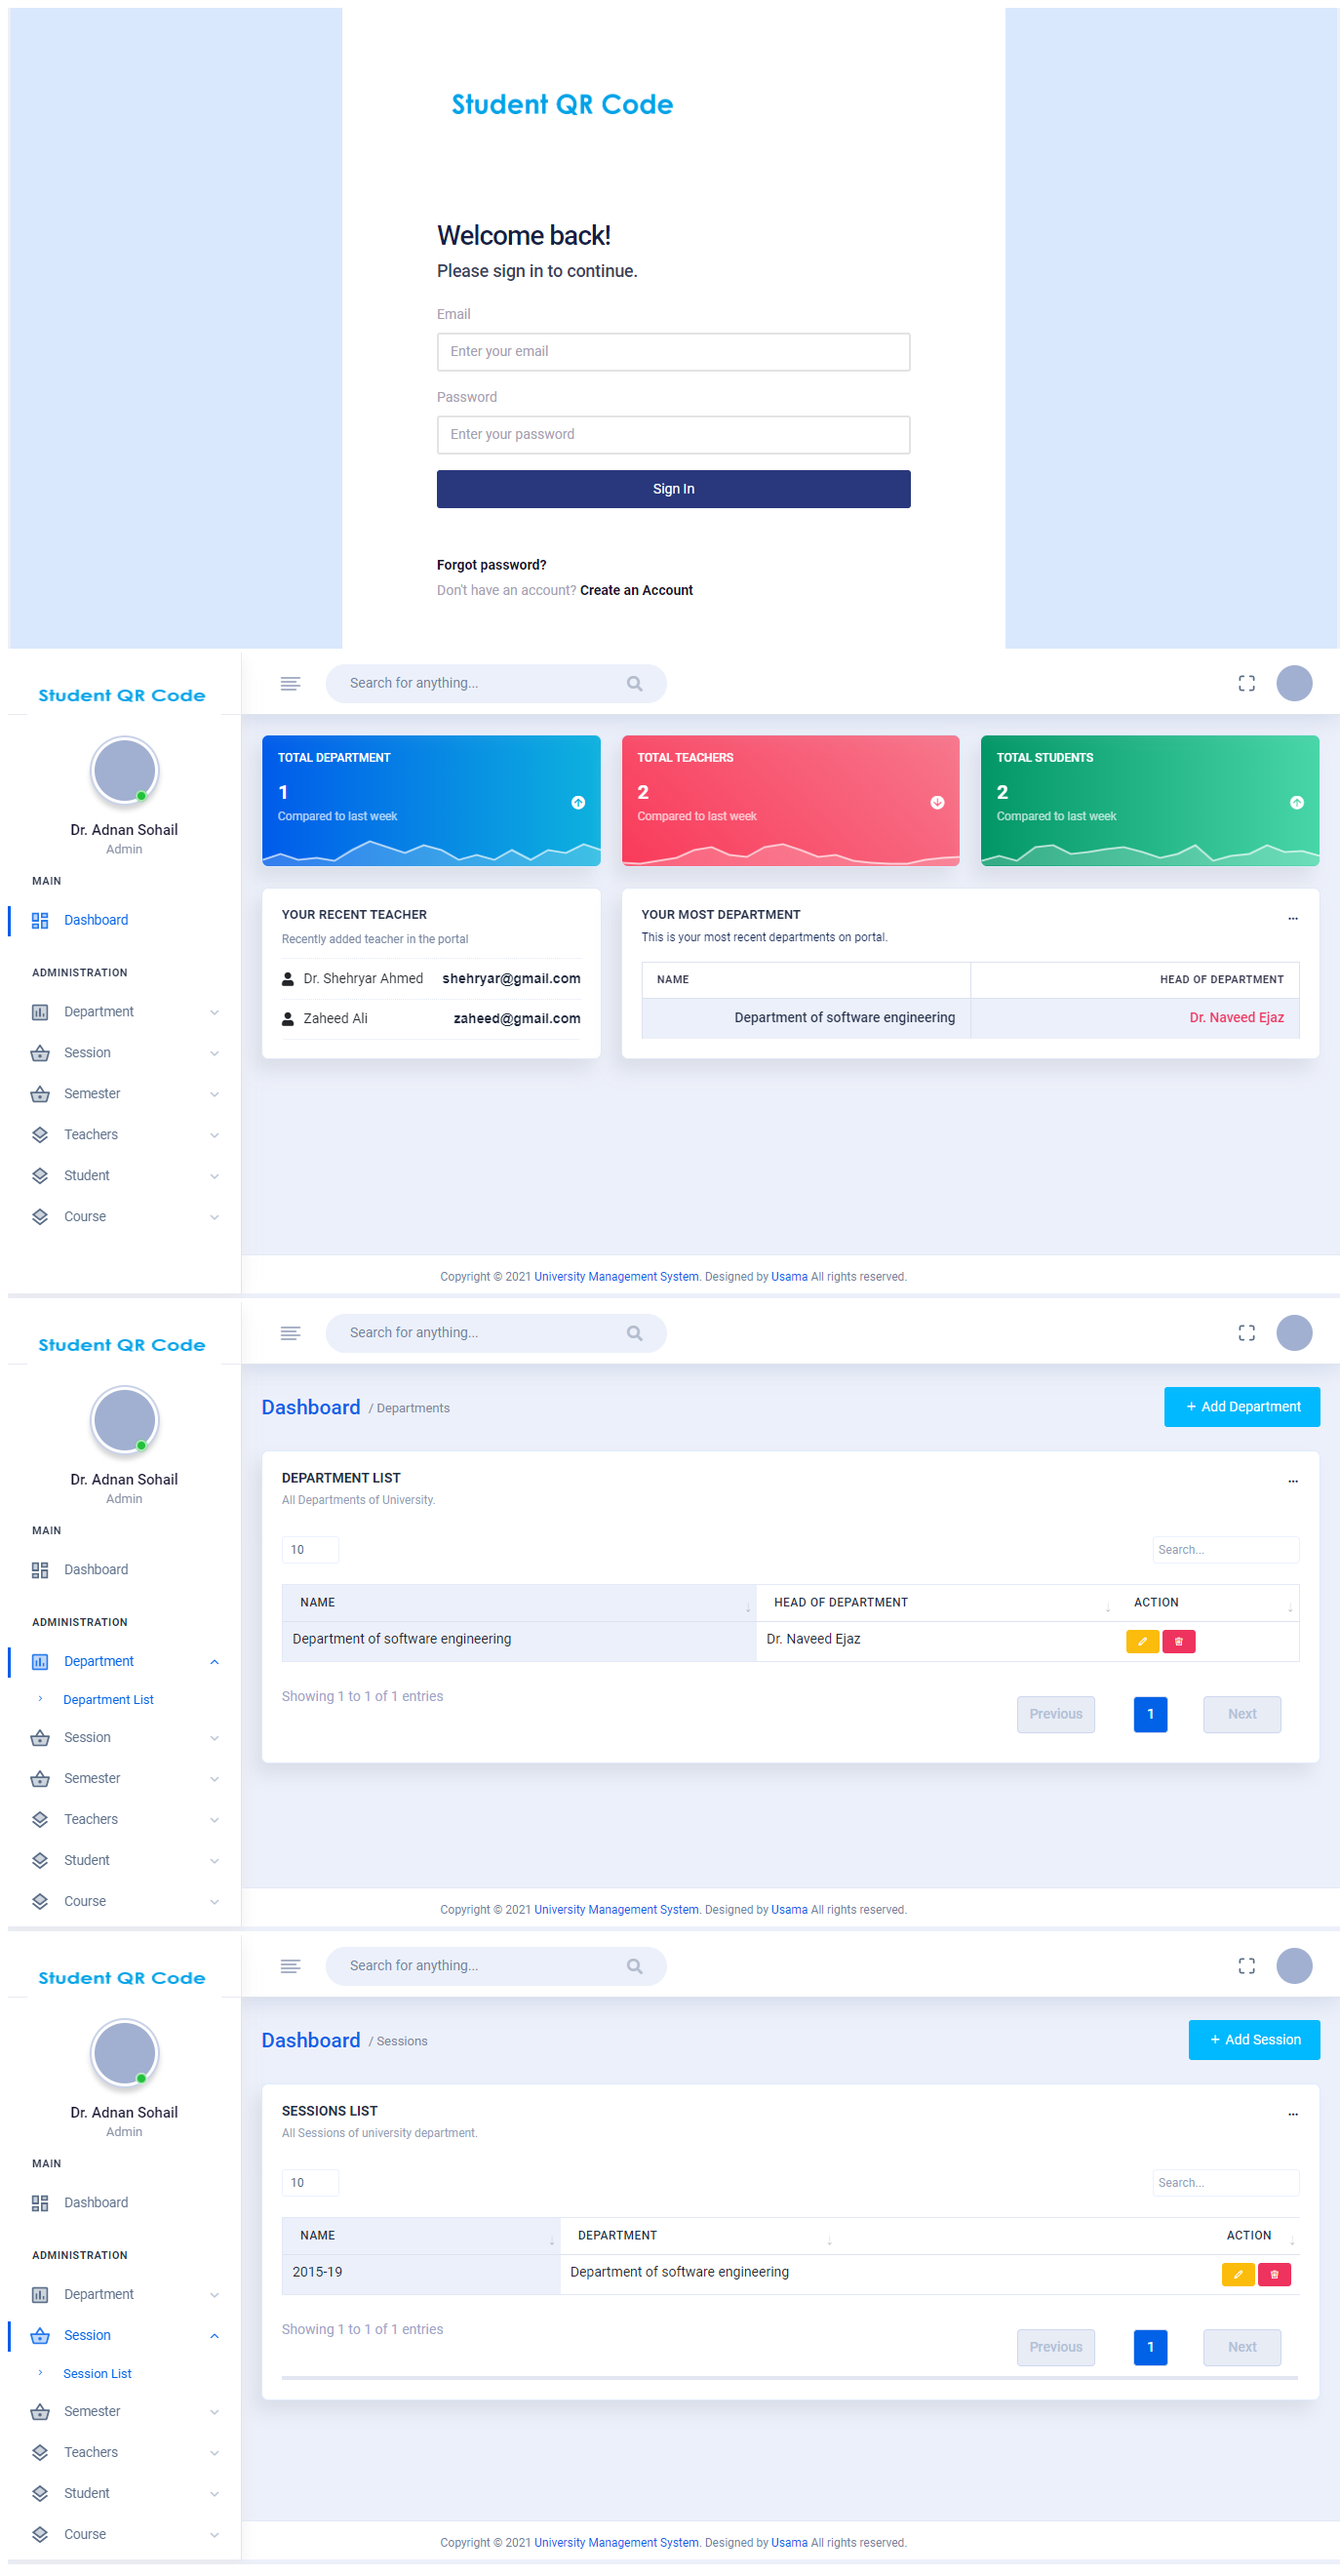 Student QR Code
Welcome back!
Please sign in to continue.
Email
Enter your email
Password
Enter your password
Sign In
Forgot password?
Don't have an account? Create an Account
Student QR Code
Search for anything...
Dr. Adnan Sohail
Admin
MAIN
Dashboard
ADMINISTRATION
Department
Session
Semester
Teachers
Student
Course
TOTAL DEPARTMENT
1
Compared to last week
TOTAL TEACHERS
2
Compared to last week
TOTAL STUDENTS
2
Compared to last week
YOUR RECENT TEACHER
Recently added teacher in the portal
Dr. Shehryar Ahmed shehryar@gmail.com
Zaheed Ali zaheed@gmail.com
YOUR MOST DEPARTMENT
This is your most recent departments on portal.
NAME HEAD OF DEPARTMENT
Department of software engineering Dr. Naveed Ejaz
Copyright © 2021 University Management System. Designed by Usama All rights reserved.
Student QR Code
Search for anything...
Dr. Adnan Sohail
Admin
MAIN
Dashboard
ADMINISTRATION
Department
Department List
Session
Semester
Teachers
Student
Course
Dashboard / Departments
+ Add Department
DEPARTMENT LIST
All Departments of University.
10
Search...
NAME HEAD OF DEPARTMENT ACTION
Department of software engineering Dr. Naveed Ejaz
Showing 1 to 1 of 1 entries
Previous 1 Next
Copyright © 2021 University Management System. Designed by Usama All rights reserved.
Student QR Code
Search for anything...
Dr. Adnan Sohail
Admin
MAIN
Dashboard
ADMINISTRATION
Department
Session
Session List
Semester
Teachers
Student
Course
Dashboard / Sessions
+ Add Session
SESSIONS LIST
All Sessions of university department.
10
Search...
NAME DEPARTMENT ACTION
2015-19 Department of software engineering
Showing 1 to 1 of 1 entries
Previous 1 Next
Copyright © 2021 University Management System. Designed by Usama All rights reserved.